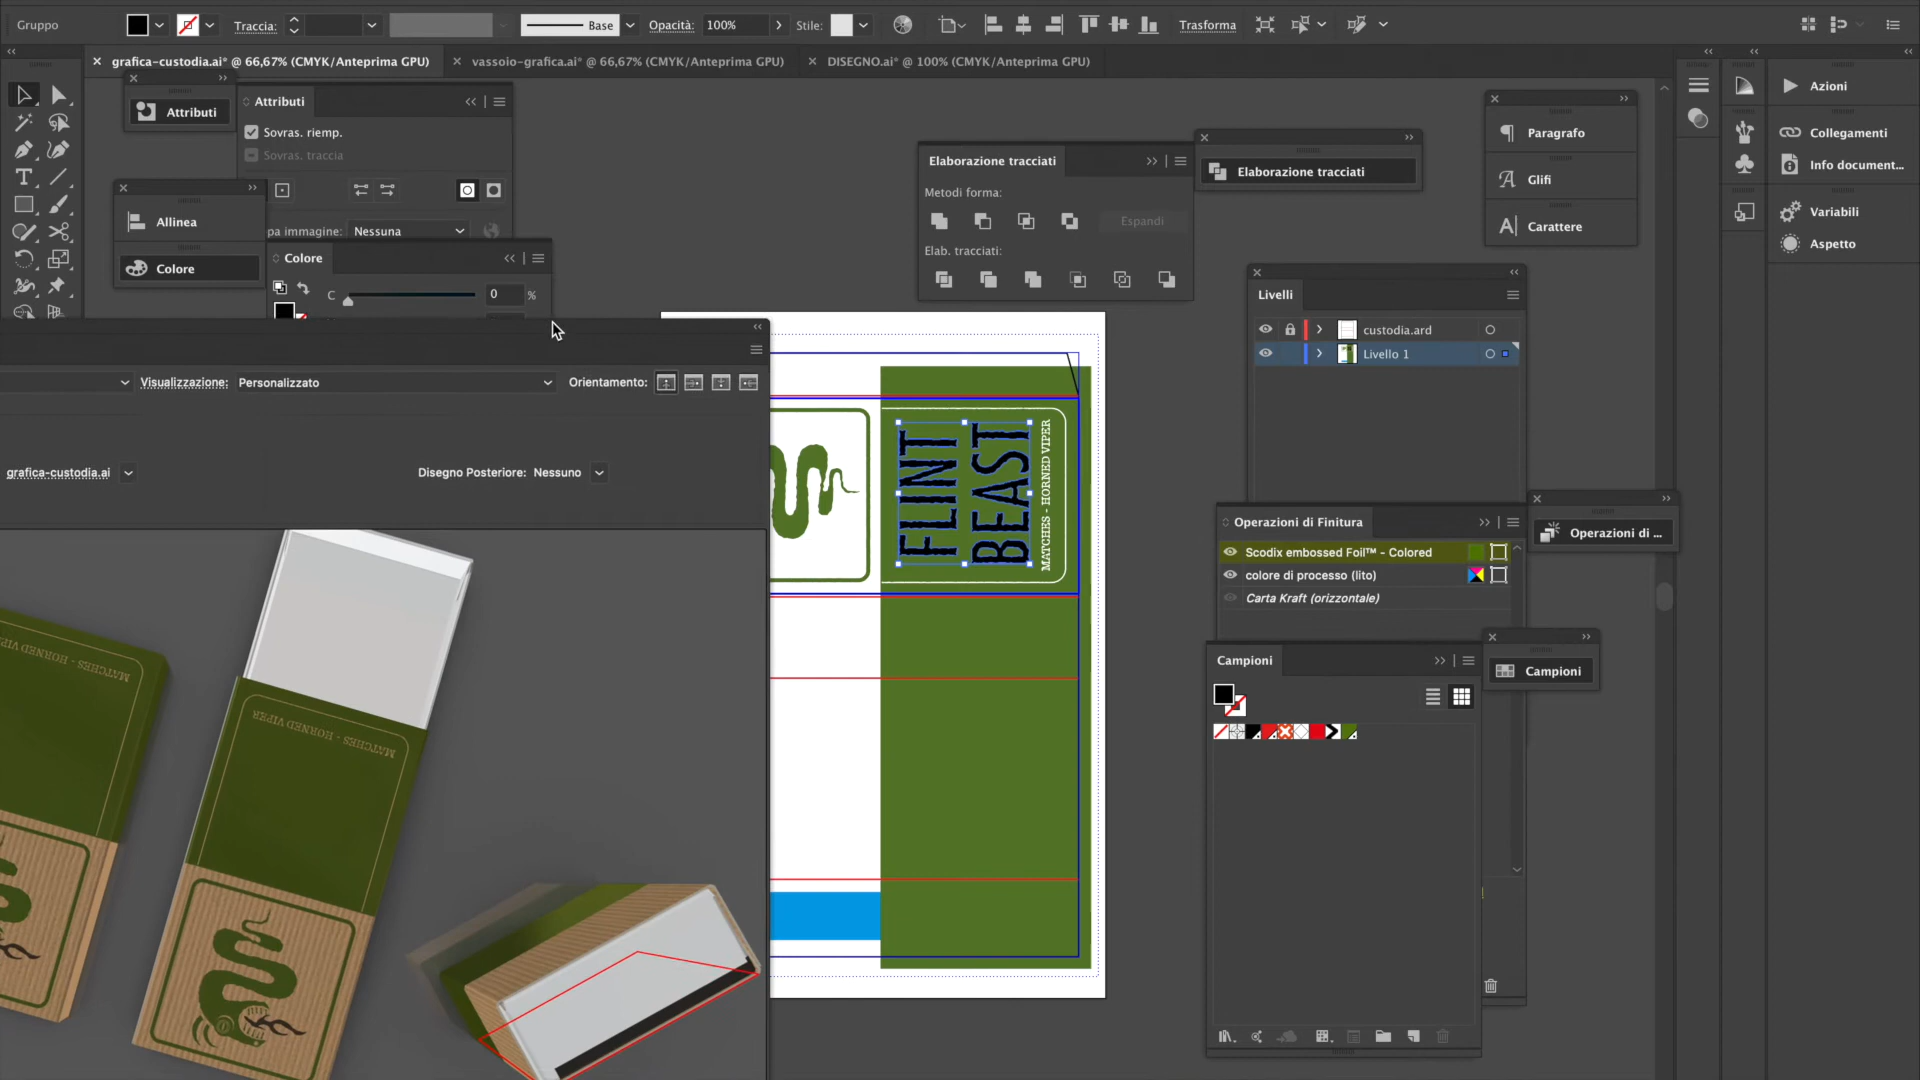 Gruppo
Traccia:
Base
Opacità:
100%
Stile:
Trasforma
grafica-custodia.ai* @ 66,67% (CMYK/Anteprima GPU)
vassoio-grafica.ai* @ 66,67% (CMYK/Anteprima GPU)
DISEGNO.ai* @ 100% (CMYK/Anteprima GPU)
Attributi
Attributi
Sovras. riemp.
Sovras. traccia
pa immagine:
Nessuna
Allinea
Colore
Colore
C
0
%
Elaborazione tracciati
Metodi forma:
Espandi
Elab. tracciati:
Elaborazione tracciati
Paragrafo
Glifi
Carattere
Azioni
Collegamenti
Info document...
Variabili
Aspetto
Livelli
custodia.ard
Livello 1
Visualizzazione:
Personalizzato
Orientamento:
grafica-custodia.ai
Disegno Posteriore:
Nessuno
FLINT
BEAST
MATCHES - HORNED VIPER
Operazioni di Finitura
Scodix embossed Foil™ - Colored
colore di processo (lito)
Carta Kraft (orizzontale)
Operazioni di ...
Campioni
Campioni
MATCHES - HORNED VIPER
MATCHES - HORNED VIPER